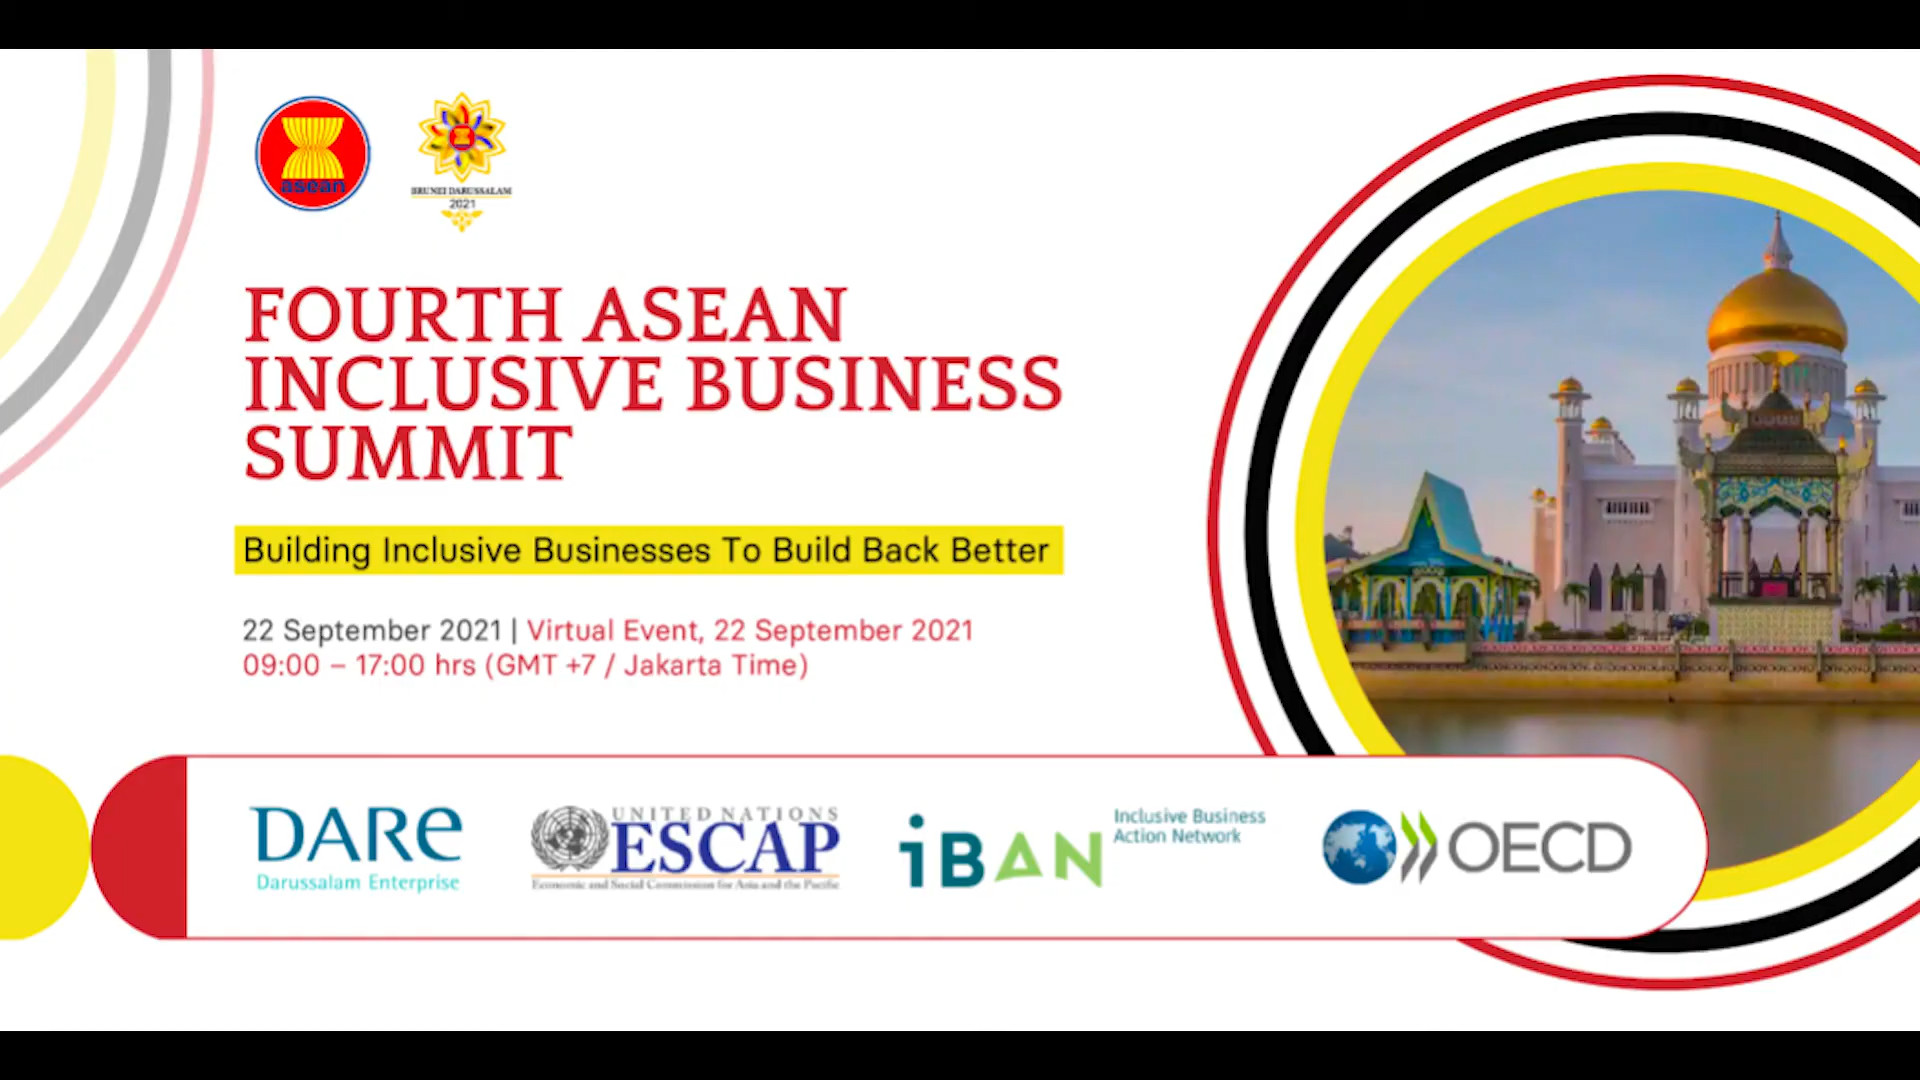 asean
BRUNEI DARUSSALAM
2021
FOURTH ASEAN
INCLUSIVE BUSINESS
SUMMIT
Building Inclusive Businesses To Build Back Better
22 September 2021 | Virtual Event, 22 September 2021
09:00 – 17:00 hrs (GMT +7 / Jakarta Time)
DARe
Darussalam Enterprise
UNITED NATIONS
ESCAP
Economic and Social Commission for Asia and the Pacific
iBAN
Inclusive Business
Action Network
OECD